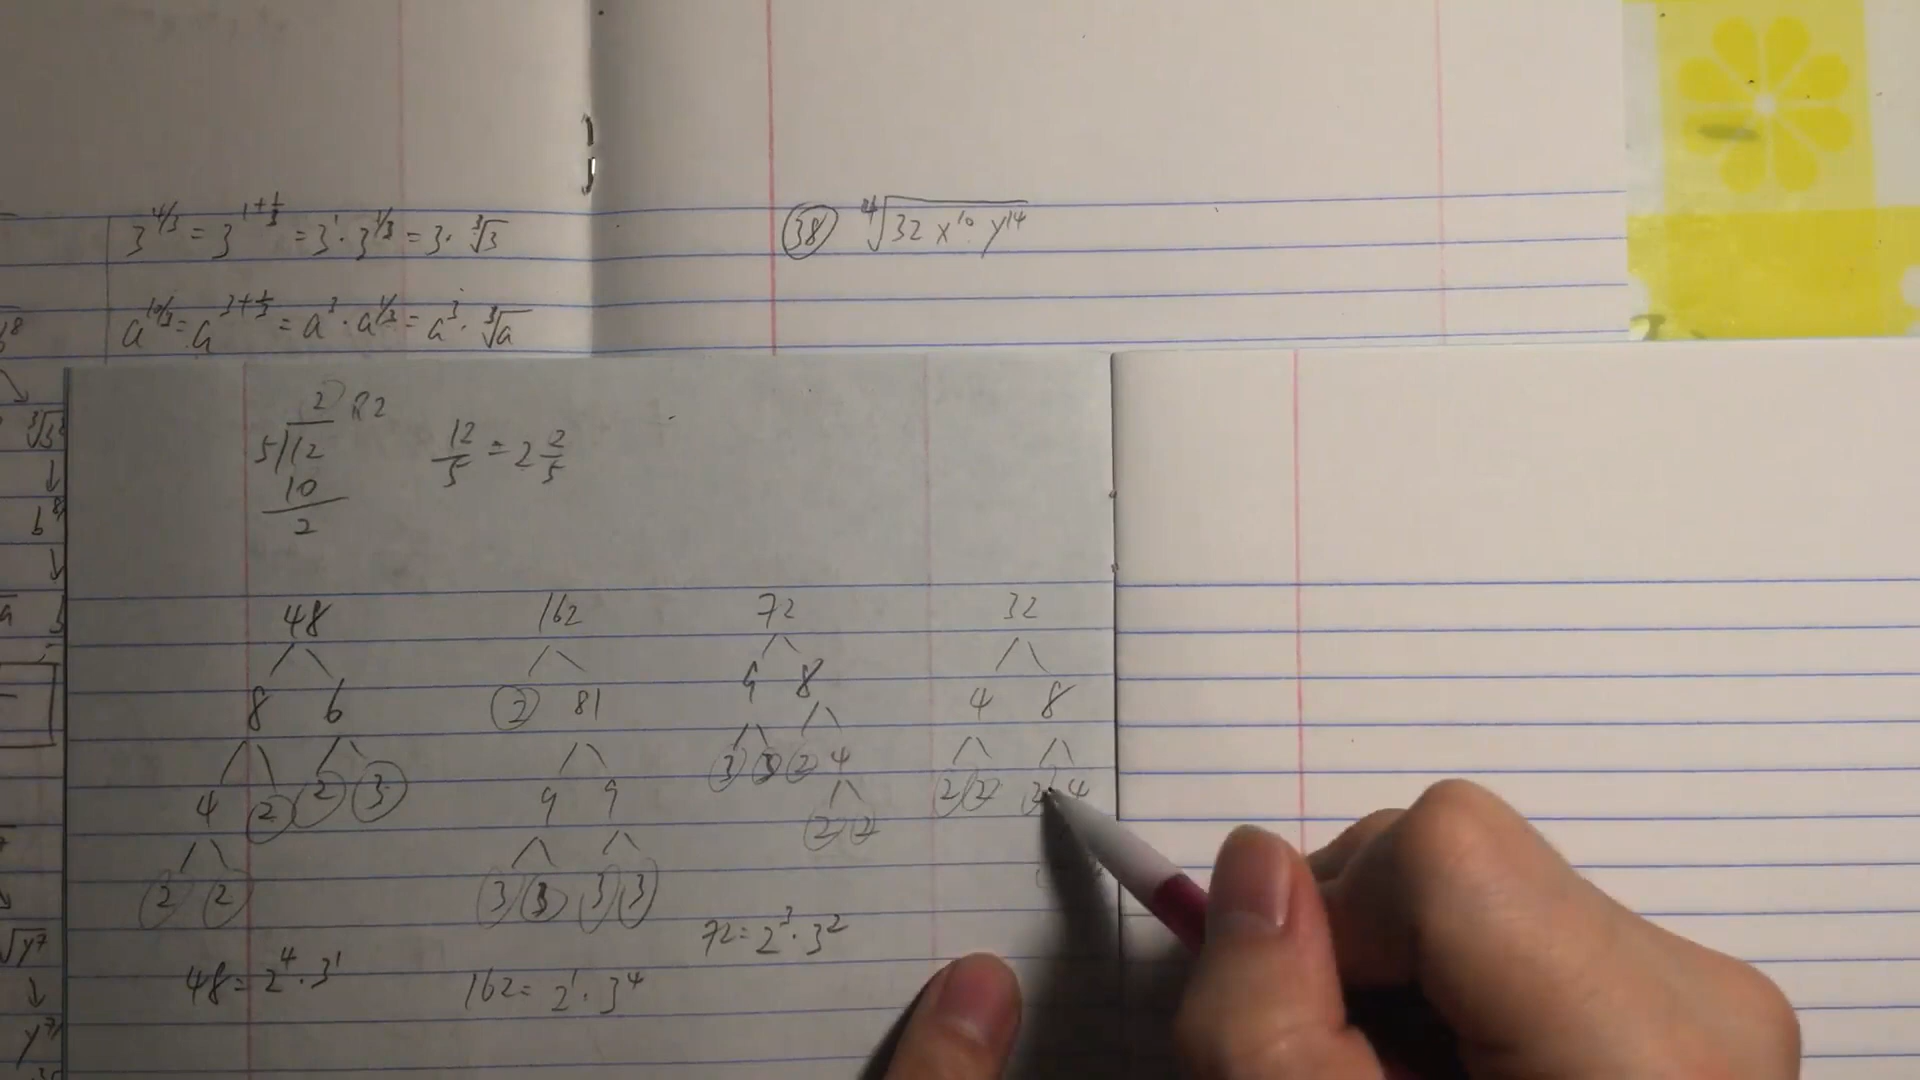 3^{4/3} = 3^{1+1/3} = 3^1 · 3^{1/3} = 3 · ∛3
a^{10/3} = a^{3+1/3} = a^3 · a^{1/3} = a^3 · ∛a
38 ∜(32 x^{10} y^{14})
2 R2
5 12
10
2
12/5 = 2 2/5
48
8 6
4 2 2 3
2 2
48 = 2^4 · 3^1
162
2 81
9 9
3 3 3 3
162 = 2^1 · 3^4
72
9 8
3 3 2 4
2 2
72 = 2^3 · 3^2
32
4 8
2 2 2 4